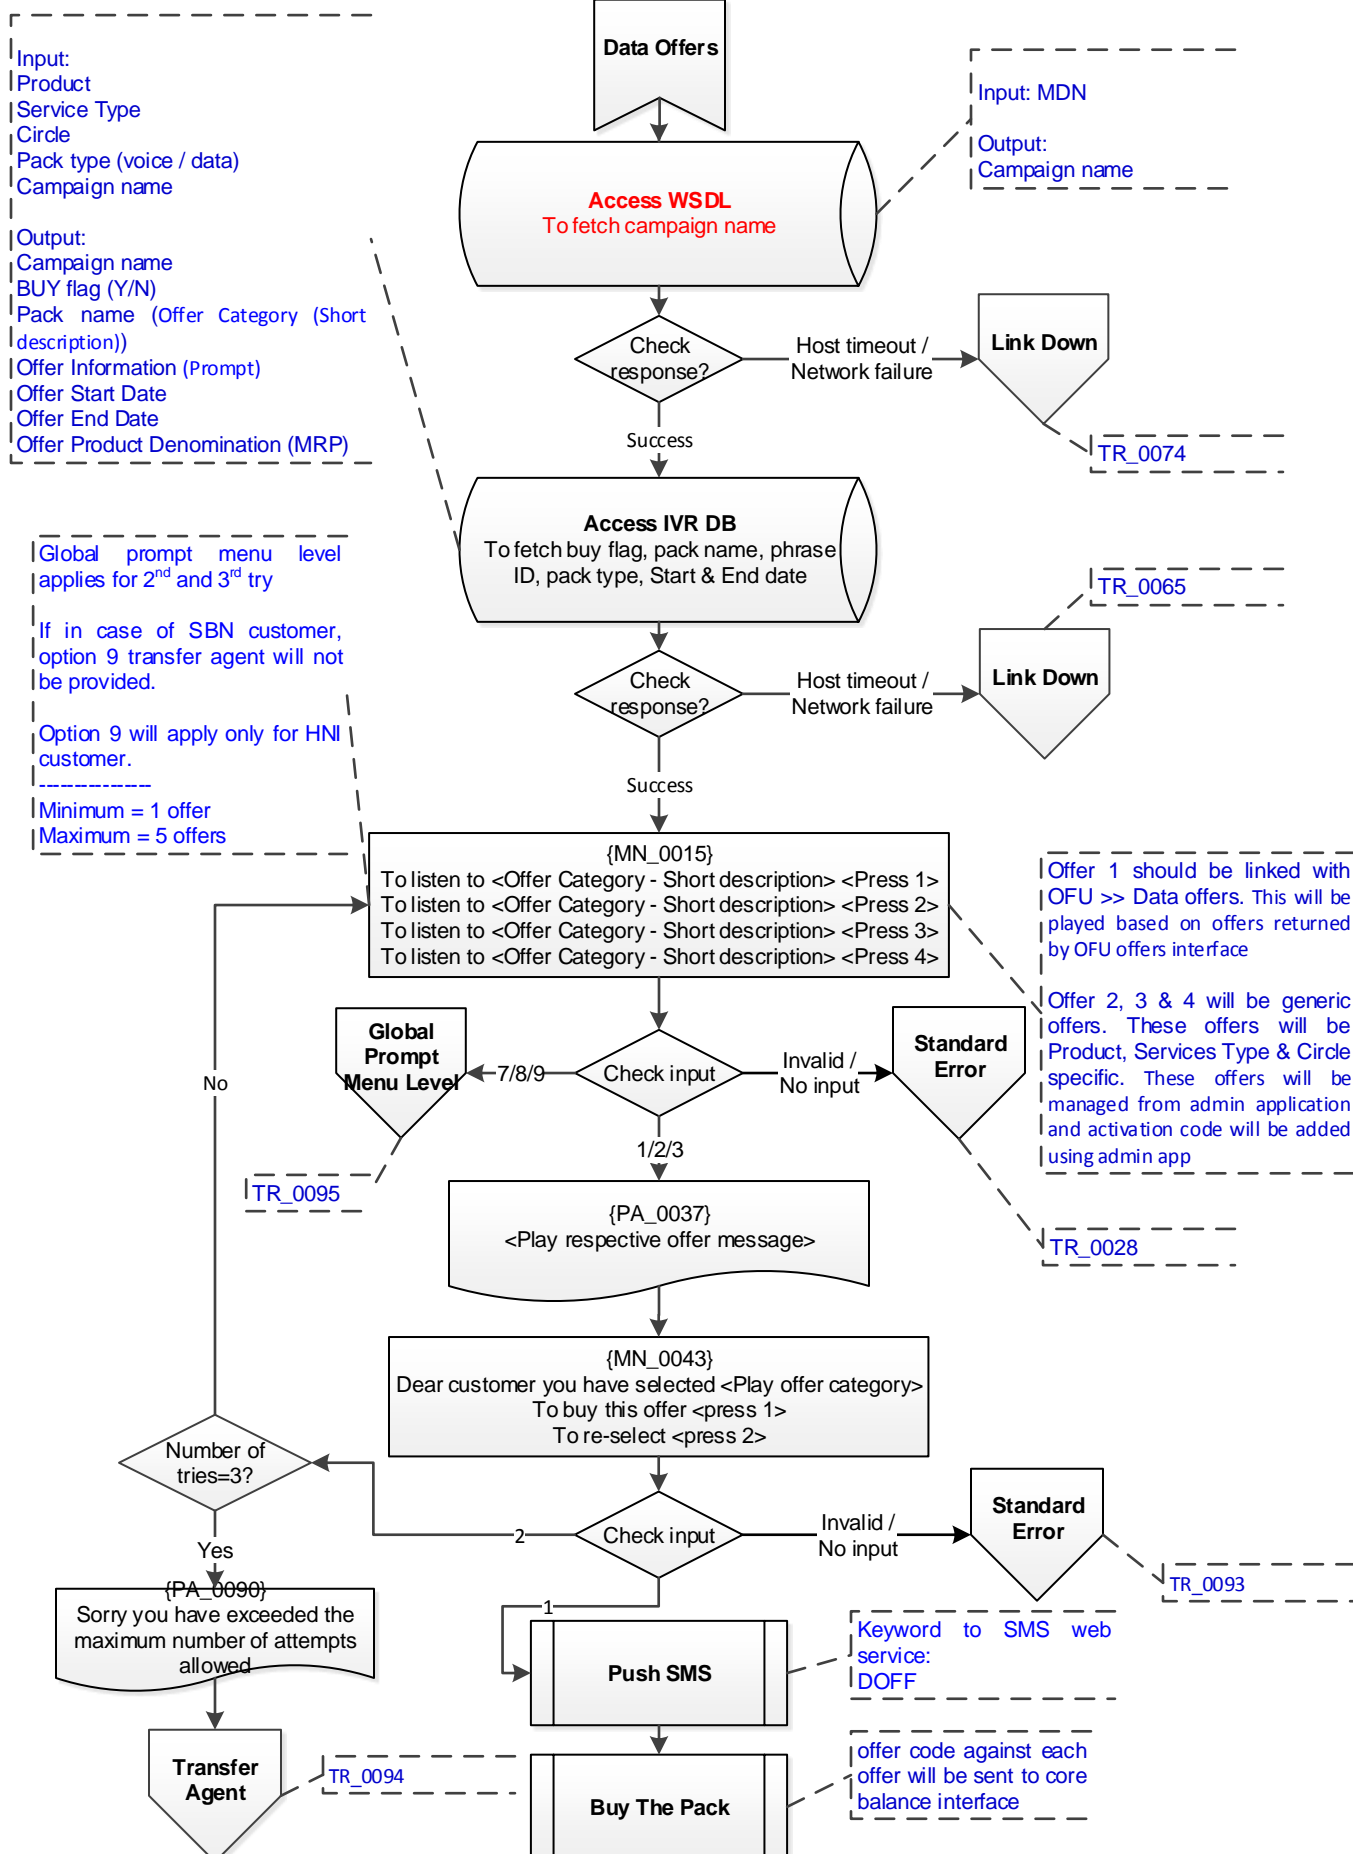 Data Offers
Input:
Product
Service Type
Circle
Pack type (voice / data)
Campaign name
Output:
Campaign name
BUY flag (Y/N)
Pack name (Offer Category (Short
description))
Offer Information (Prompt)
Offer Start Date
Offer End Date
Offer Product Denomination (MRP)
Input: MDN
Output:
Campaign name
Access WSDL
To fetch campaign name
Check
response?
Host timeout /
Network failure
Link Down
TR_0074
Success
Access IVR DB
To fetch buy flag, pack name, phrase
ID, pack type, Start & End date
Global prompt menu level
applies for 2nd and 3rd try
If in case of SBN customer,
option 9 transfer agent will not
be provided.
Option 9 will apply only for HNI
customer.
----------------
Minimum = 1 offer
Maximum = 5 offers
TR_0065
Check
response?
Host timeout /
Network failure
Link Down
Success
{MN_0015}
To listen to <Offer Category - Short description> <Press 1>
To listen to <Offer Category - Short description> <Press 2>
To listen to <Offer Category - Short description> <Press 3>
To listen to <Offer Category - Short description> <Press 4>
Offer 1 should be linked with
OFU >> Data offers. This will be
played based on offers returned
by OFU offers interface
Offer 2, 3 & 4 will be generic
offers. These offers will be
Product, Services Type & Circle
specific. These offers will be
managed from admin application
and activation code will be added
using admin app
Global
Prompt
Menu Level
7/8/9
Check input
Invalid /
No input
Standard
Error
No
1/2/3
TR_0095
{PA_0037}
<Play respective offer message>
TR_0028
{MN_0043}
Dear customer you have selected <Play offer category>
To buy this offer <press 1>
To re-select <press 2>
Number of
tries=3?
2
Check input
Invalid /
No input
Standard
Error
Yes
TR_0093
{PA_0090}
Sorry you have exceeded the
maximum number of attempts
allowed
1
Push SMS
Keyword to SMS web
service:
DOFF
Transfer
Agent
TR_0094
Buy The Pack
offer code against each
offer will be sent to core
balance interface